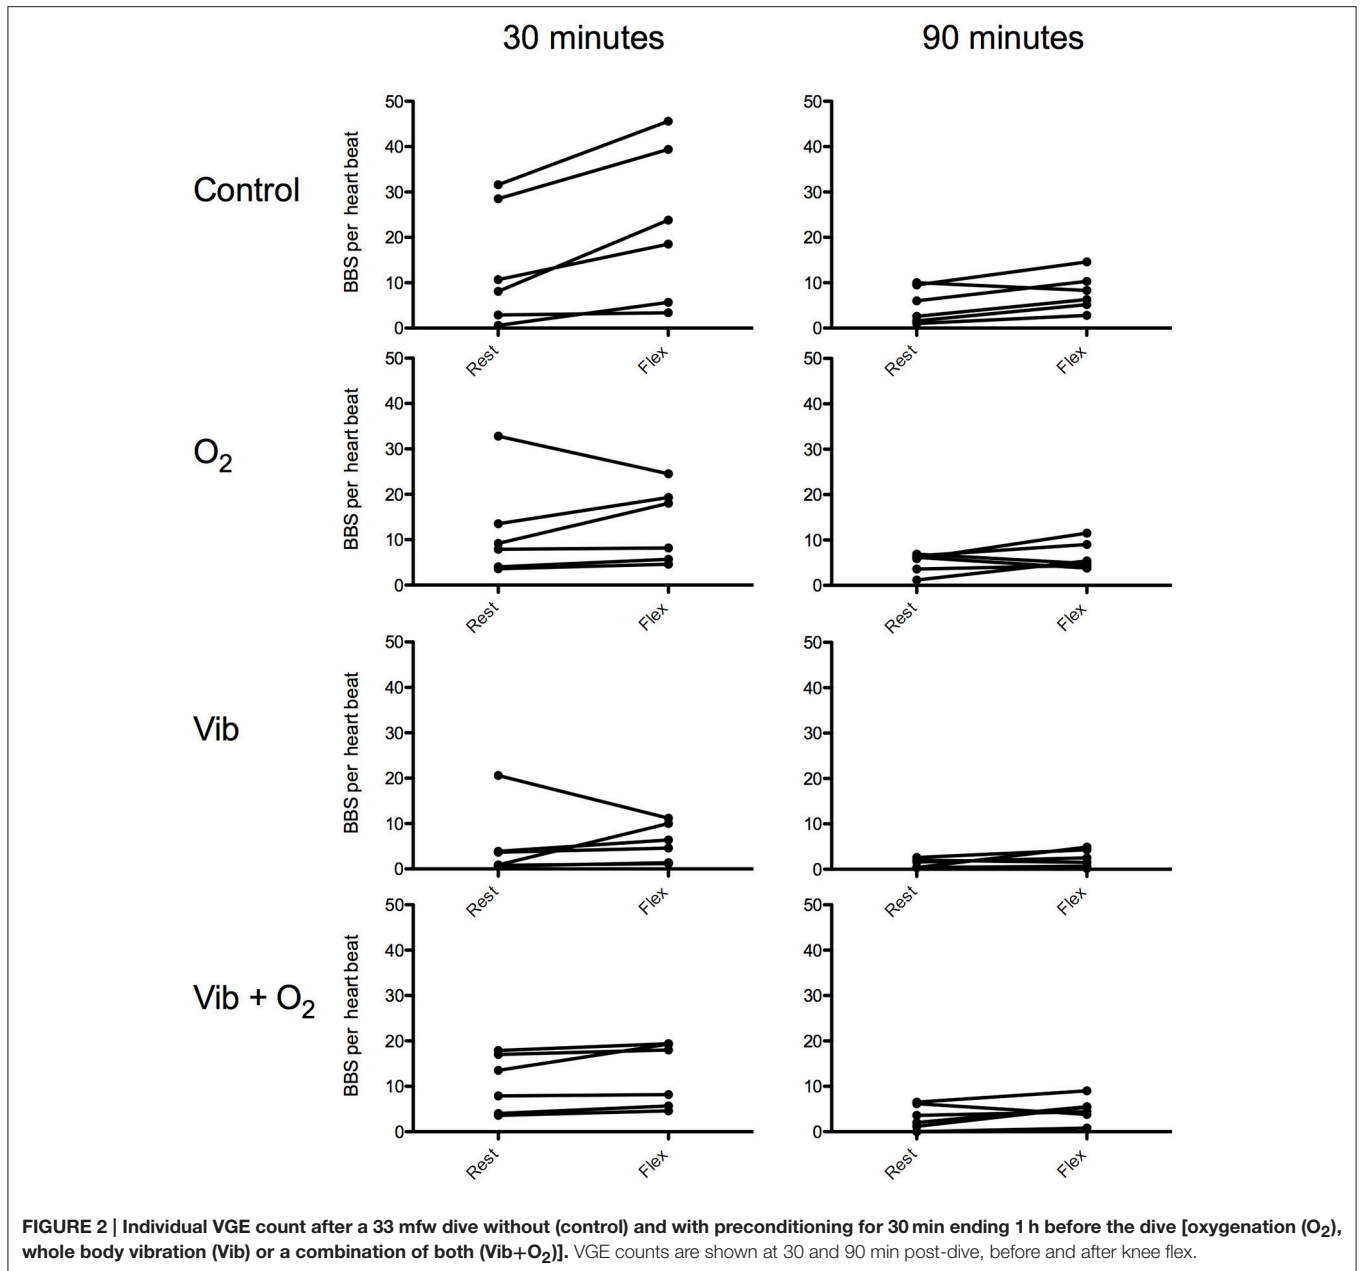 30 minutes
90 minutes
Control
BBS per heart beat
50
40
30
20
10
0
Rest
Flex
50
40
30
20
10
0
Rest
Flex
O₂
BBS per heart beat
50
40
30
20
10
0
Rest
Flex
50
40
30
20
10
0
Rest
Flex
Vib
BBS per heart beat
50
40
30
20
10
0
Rest
Flex
50
40
30
20
10
0
Rest
Flex
Vib + O₂
BBS per heart beat
50
40
30
20
10
0
Rest
Flex
50
40
30
20
10
0
Rest
Flex
FIGURE 2 | Individual VGE count after a 33 mfw dive without (control) and with preconditioning for 30 min ending 1 h before the dive [oxygenation (O₂),
whole body vibration (Vib) or a combination of both (Vib+O₂)]. VGE counts are shown at 30 and 90 min post-dive, before and after knee flex.